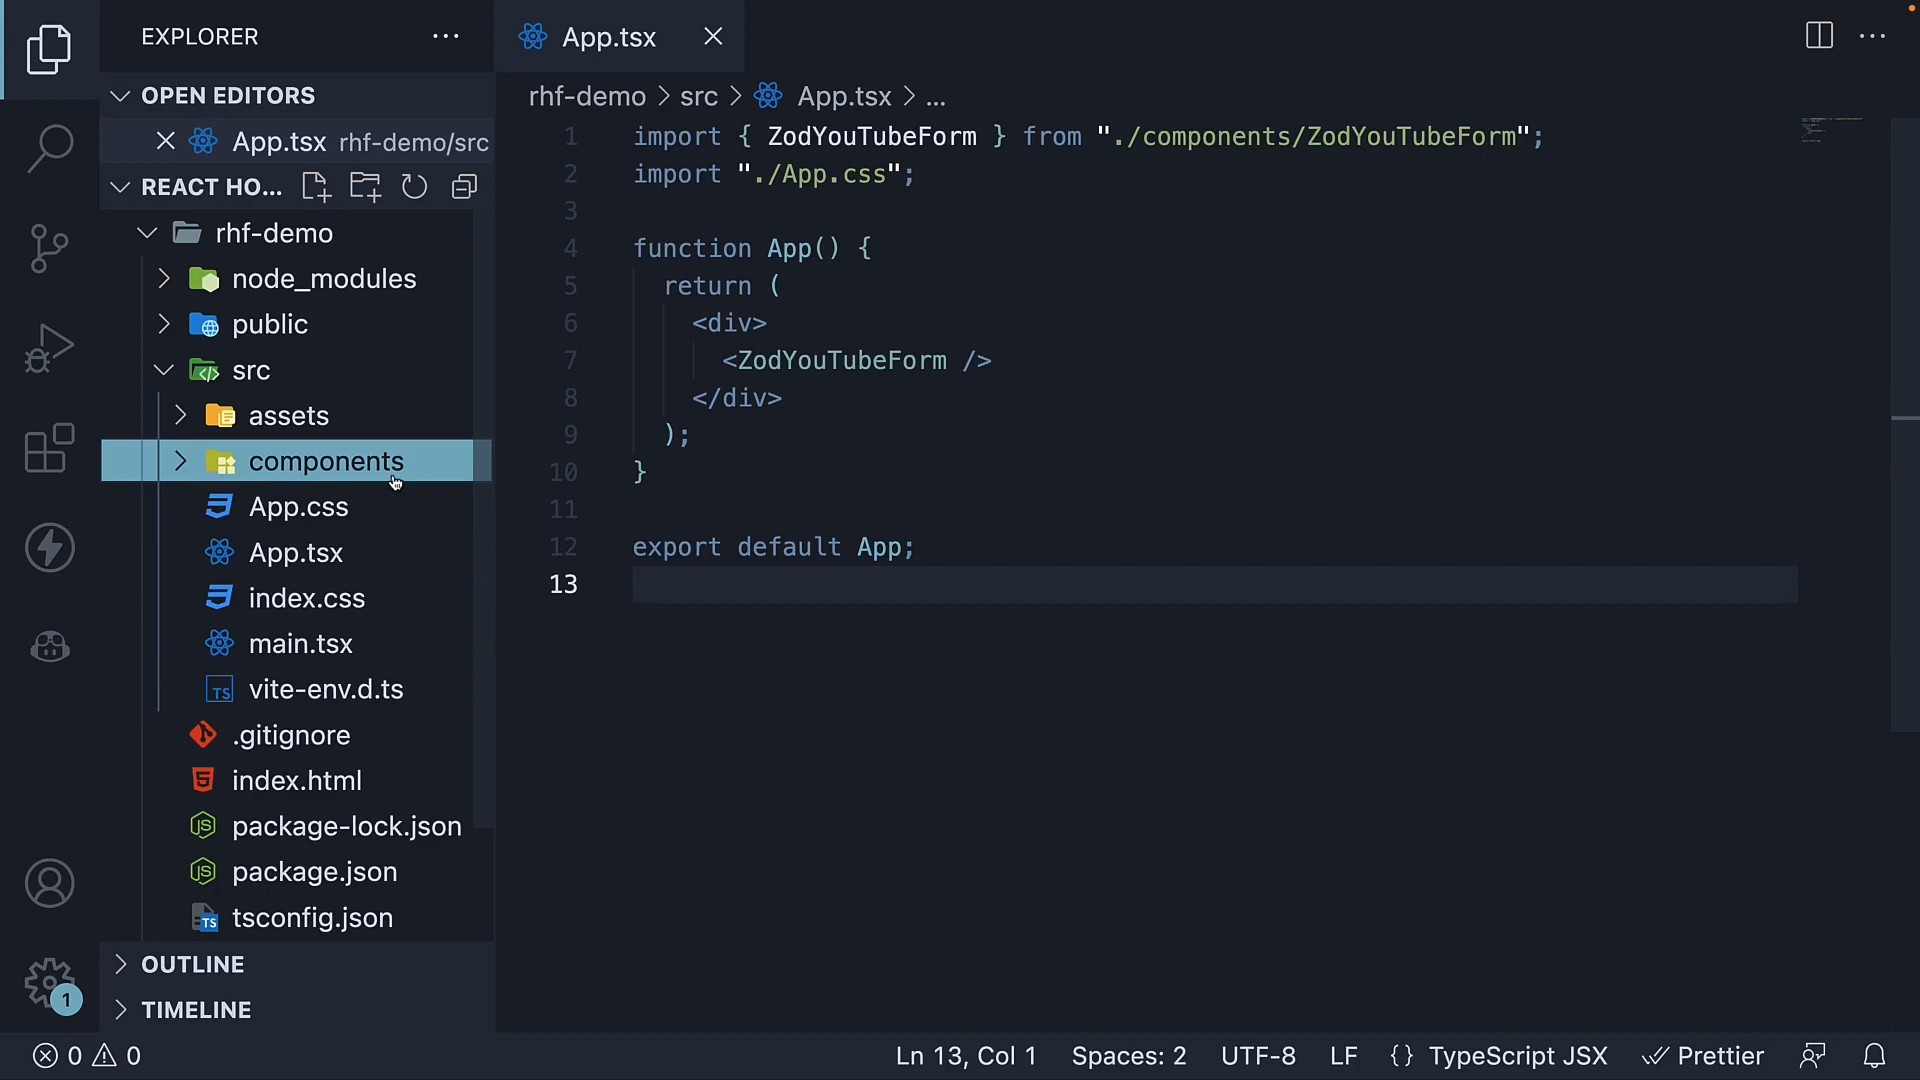 EXPLORER
OPEN EDITORS
App.tsx rhf-demo/src
REACT HO...
rhf-demo
node_modules
public
src
assets
components
App.css
App.tsx
index.css
main.tsx
vite-env.d.ts
.gitignore
index.html
package-lock.json
package.json
tsconfig.json
OUTLINE
TIMELINE
1
App.tsx
rhf-demo > src > App.tsx > ...
1 import { ZodYouTubeForm } from "./components/ZodYouTubeForm";
2 import "./App.css";
3
4 function App() {
5 return (
6 <div>
7 <ZodYouTubeForm />
8 </div>
9 );
10 }
11
12 export default App;
13
0 0
Ln 13, Col 1 Spaces: 2 UTF-8 LF {} TypeScript JSX Prettier